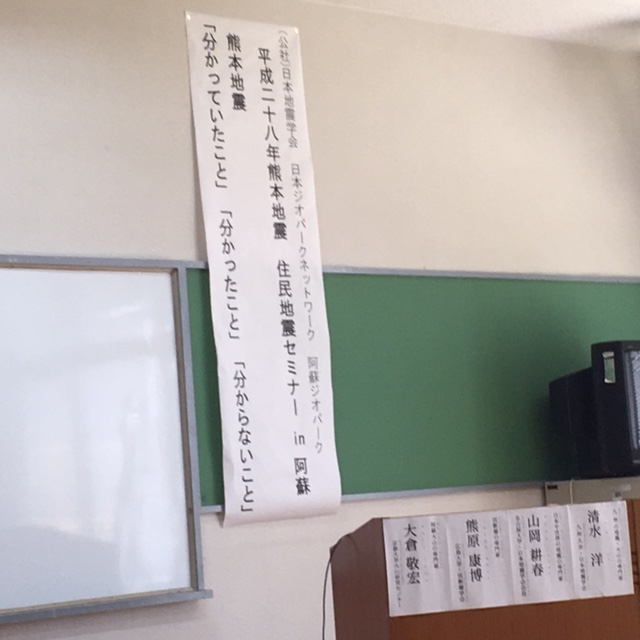 (公社)日本地震学会 日本ジオパークネットワーク 阿蘇ジオパーク
平成二十八年熊本地震 住民地震セミナー in 阿蘇
熊本地震
「分かっていたこと」「分かったこと」「分からないこと」
清水 洋
山岡 耕春
熊原 康博
大倉 敬宏